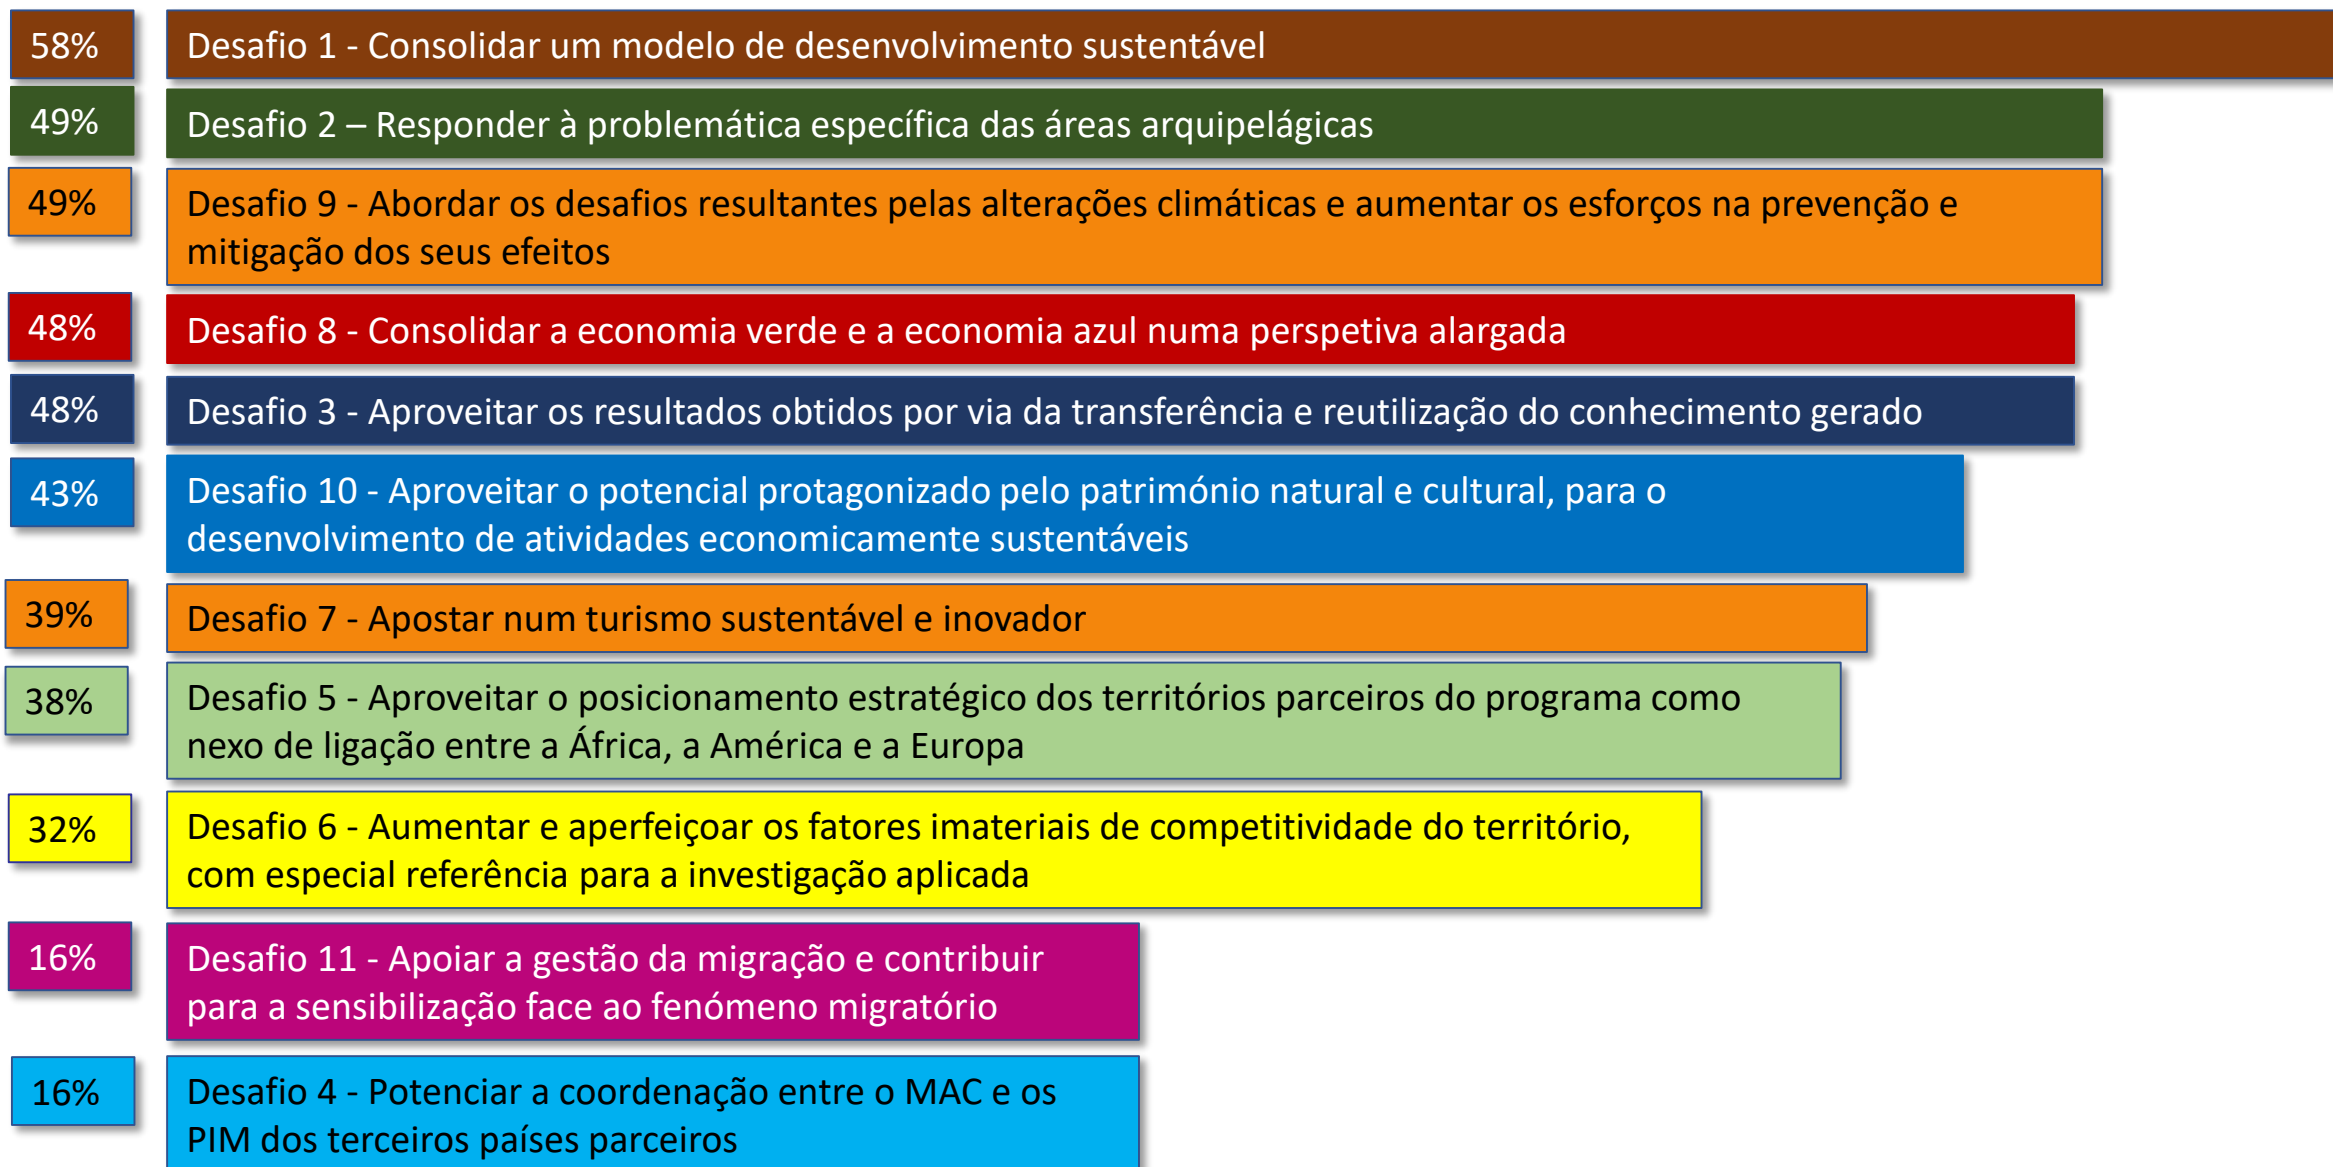 58%
Desafio 1 - Consolidar um modelo de desenvolvimento sustentável
49%
Desafio 2 – Responder à problemática específica das áreas arquipelágicas
49%
Desafio 9 - Abordar os desafios resultantes pelas alterações climáticas e aumentar os esforços na prevenção e
mitigação dos seus efeitos
48%
Desafio 8 - Consolidar a economia verde e a economia azul numa perspetiva alargada
48%
Desafio 3 - Aproveitar os resultados obtidos por via da transferência e reutilização do conhecimento gerado
43%
Desafio 10 - Aproveitar o potencial protagonizado pelo património natural e cultural, para o
desenvolvimento de atividades economicamente sustentáveis
39%
Desafio 7 - Apostar num turismo sustentável e inovador
38%
Desafio 5 - Aproveitar o posicionamento estratégico dos territórios parceiros do programa como
nexo de ligação entre a África, a América e a Europa
32%
Desafio 6 - Aumentar e aperfeiçoar os fatores imateriais de competitividade do território,
com especial referência para a investigação aplicada
16%
Desafio 11 - Apoiar a gestão da migração e contribuir
para a sensibilização face ao fenómeno migratório
16%
Desafio 4 - Potenciar a coordenação entre o MAC e os
PIM dos terceiros países parceiros